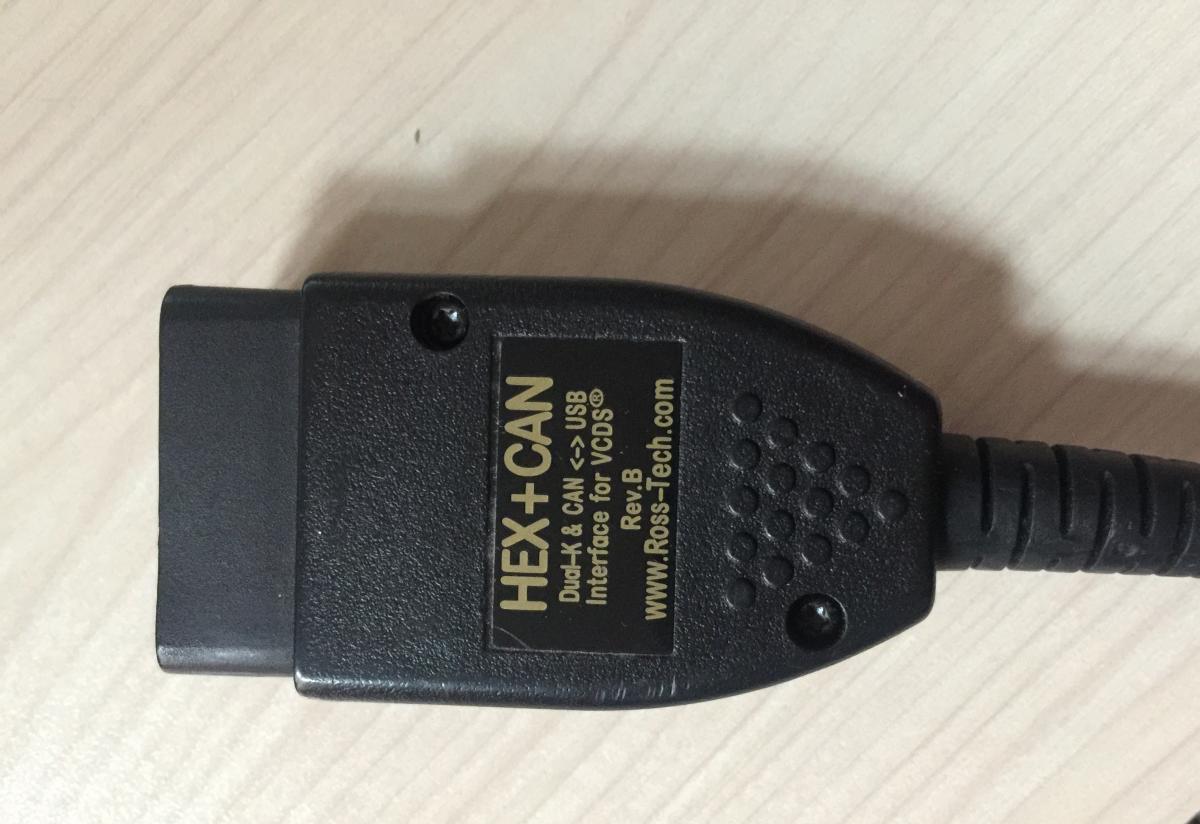 HEX+CAN
Dual-K & CAN <-> USB
Interface for VCDS®
Rev.B
www.Ross-Tech.com